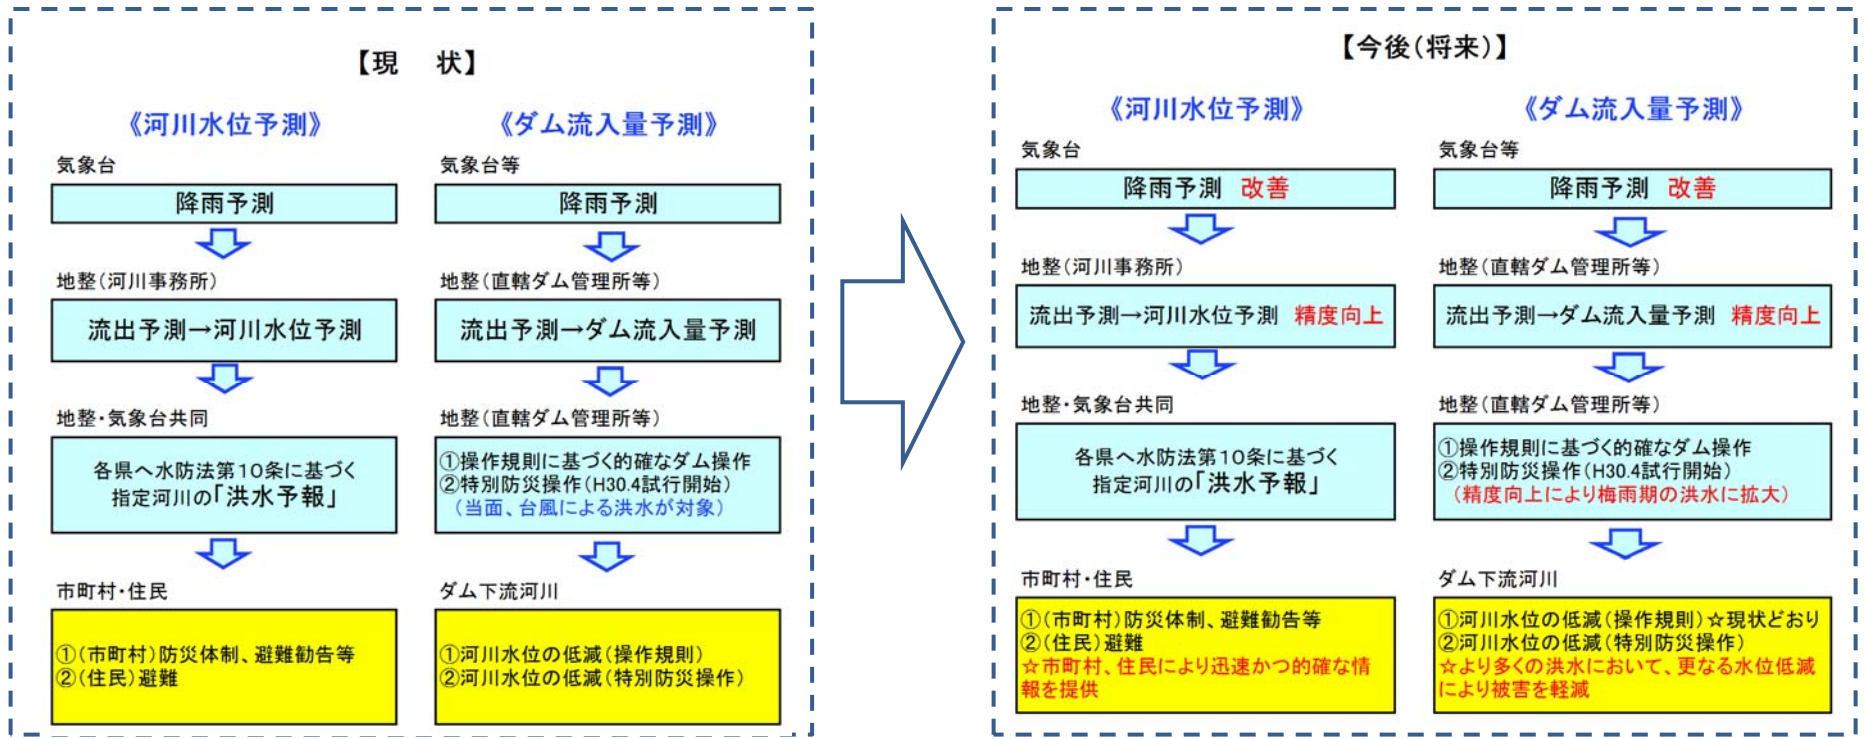 【現　状】
《河川水位予測》
気象台
降雨予測
地整(河川事務所)
流出予測→河川水位予測
地整・気象台共同
各県へ水防法第１０条に基づく
指定河川の「洪水予報」
市町村・住民
①(市町村)防災体制、避難勧告等
②(住民)避難
《ダム流入量予測》
気象台等
降雨予測
地整(直轄ダム管理所等)
流出予測→ダム流入量予測
地整(直轄ダム管理所等)
①操作規則に基づく的確なダム操作
②特別防災操作(H30.4試行開始)
(当面、台風による洪水が対象)
ダム下流河川
①河川水位の低減(操作規則)
②河川水位の低減(特別防災操作)
【今後(将来)】
《河川水位予測》
気象台
降雨予測　改善
地整(河川事務所)
流出予測→河川水位予測　精度向上
地整・気象台共同
各県へ水防法第１０条に基づく
指定河川の「洪水予報」
市町村・住民
①(市町村)防災体制、避難勧告等
②(住民)避難
☆市町村、住民により迅速かつ的確な情
報を提供
《ダム流入量予測》
気象台等
降雨予測　改善
地整(直轄ダム管理所等)
流出予測→ダム流入量予測　精度向上
地整(直轄ダム管理所等)
①操作規則に基づく的確なダム操作
②特別防災操作(H30.4試行開始)
(精度向上により梅雨期の洪水に拡大)
ダム下流河川
①河川水位の低減(操作規則)☆現状どおり
②河川水位の低減(特別防災操作)
☆より多くの洪水において、更なる水位低減
により被害を軽減